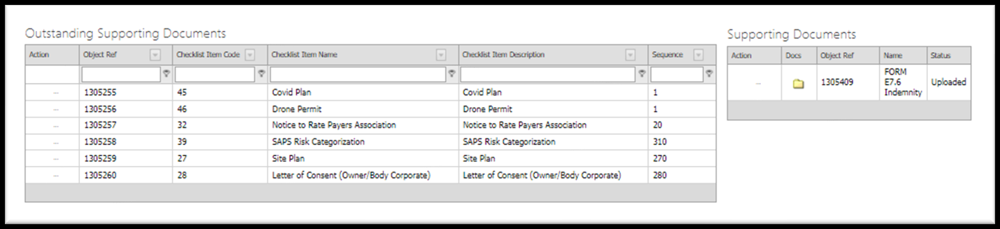 Outstanding Supporting Documents
Action Object Ref Checklist Item Code Checklist Item Name Checklist Item Description Sequence
... 1305255 45 Covid Plan Covid Plan 1
... 1305256 46 Drone Permit Drone Permit 1
... 1305257 32 Notice to Rate Payers Association Notice to Rate Payers Association 20
... 1305258 39 SAPS Risk Categorization SAPS Risk Categorization 310
... 1305259 27 Site Plan Site Plan 270
... 1305260 28 Letter of Consent (Owner/Body Corporate) Letter of Consent (Owner/Body Corporate) 280
Supporting Documents
Action Docs Object Ref Name Status
FORM
... 1305409 E7.6 Uploaded
Indemnity